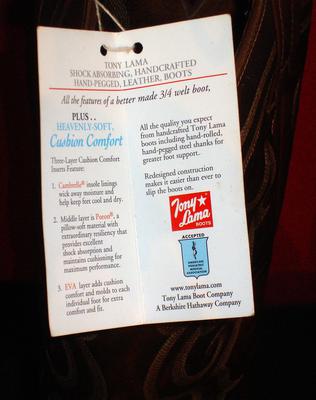 TONY LAMA
SHOCK ABSORBING, HANDCRAFTED
HAND-PEGGED, LEATHER, BOOTS
All the features of a better made 3/4 welt boot,
PLUS . .
HEAVENLY-SOFT,
Cushion Comfort
Three-Layer Cushion Comfort
Inserts Feature:
1. Cambrelle® insole linings
wick away moisture and
help keep feet cool and dry.
2. Middle layer is Poron®, a
pillow-soft material with
extraordinary resiliency that
provides excellent
shock absorption and
maintains cushioning for
maximum performance.
3. EVA layer adds cushion
comfort and molds to each
individual foot for extra
comfort and fit.
All the quality you expect
from handcrafted Tony Lama
boots including hand-rolled,
hand-pegged steel shanks for
greater foot support.
Redesigned construction
makes it easier than ever to
slip the boots on.
Tony
Lama
BOOTS
ACCEPTED
AMERICAN
PODIATRIC
MEDICAL
ASSOCIATION
www.tonylama.com
Tony Lama Boot Company
A Berkshire Hathaway Company